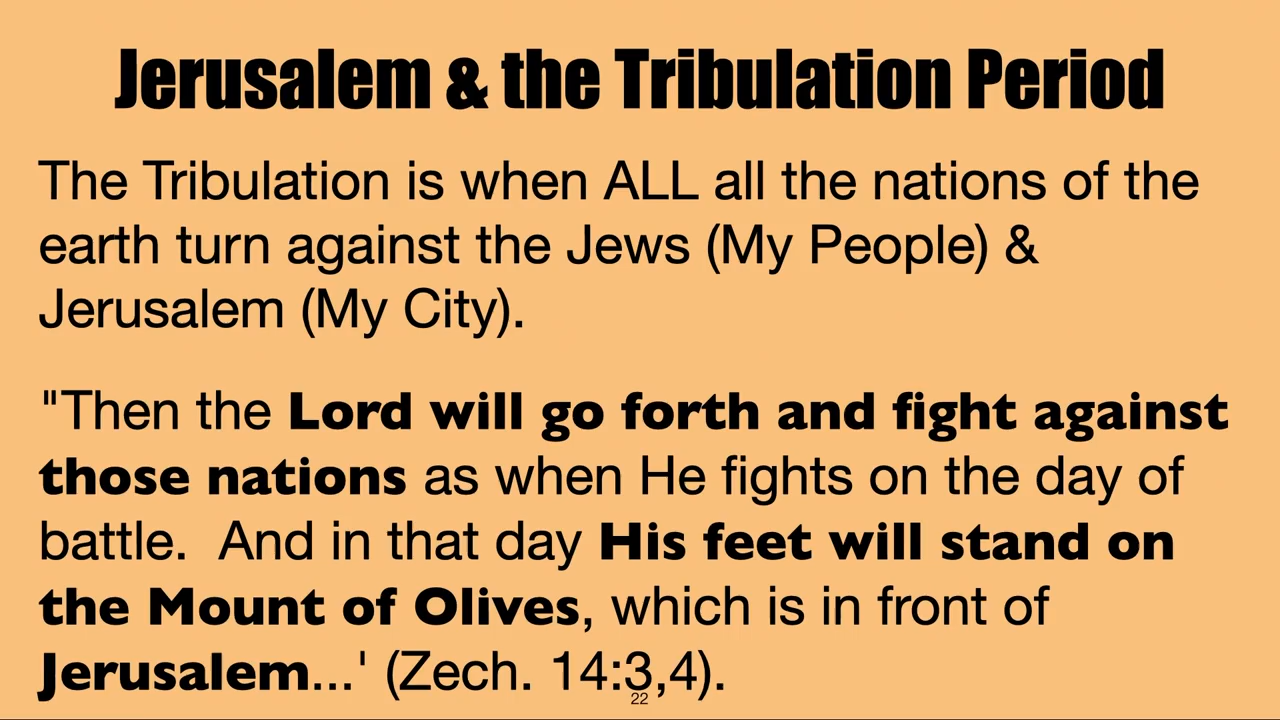 Jerusalem & the Tribulation Period
The Tribulation is when ALL all the nations of the
earth turn against the Jews (My People) &
Jerusalem (My City).
"Then the Lord will go forth and fight against
those nations as when He fights on the day of
battle.  And in that day His feet will stand on
the Mount of Olives, which is in front of
Jerusalem...' (Zech. 14:3,4).
22